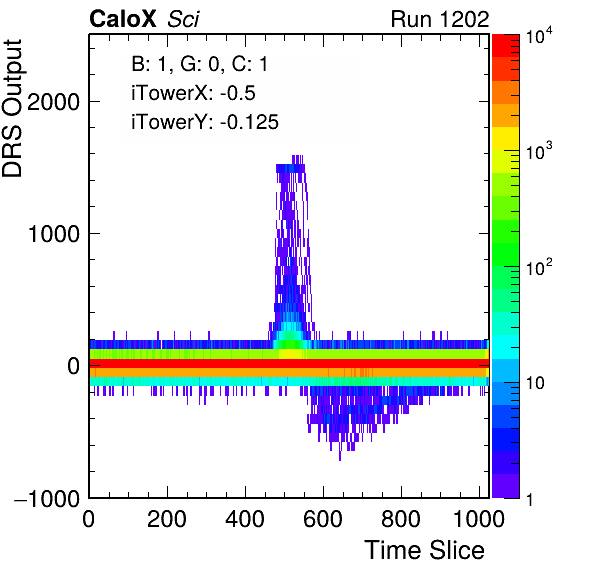 CaloX Sci Run 1202
B: 1, G: 0, C: 1
iTowerX: -0.5
iTowerY: -0.125
DRS Output
2000
1000
0
−1000
0 200 400 600 800 1000
Time Slice
10^4
10^3
10^2
10
1